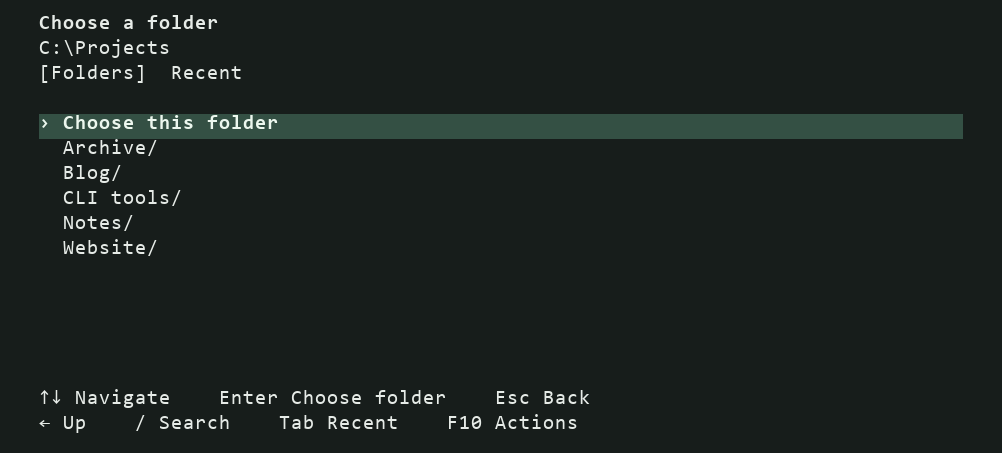 Choose a folder
C:\Projects
[Folders]  Recent
› Choose this folder
Archive/
Blog/
CLI tools/
Notes/
Website/
↑↓ Navigate    Enter Choose folder    Esc Back
← Up    / Search    Tab Recent    F10 Actions